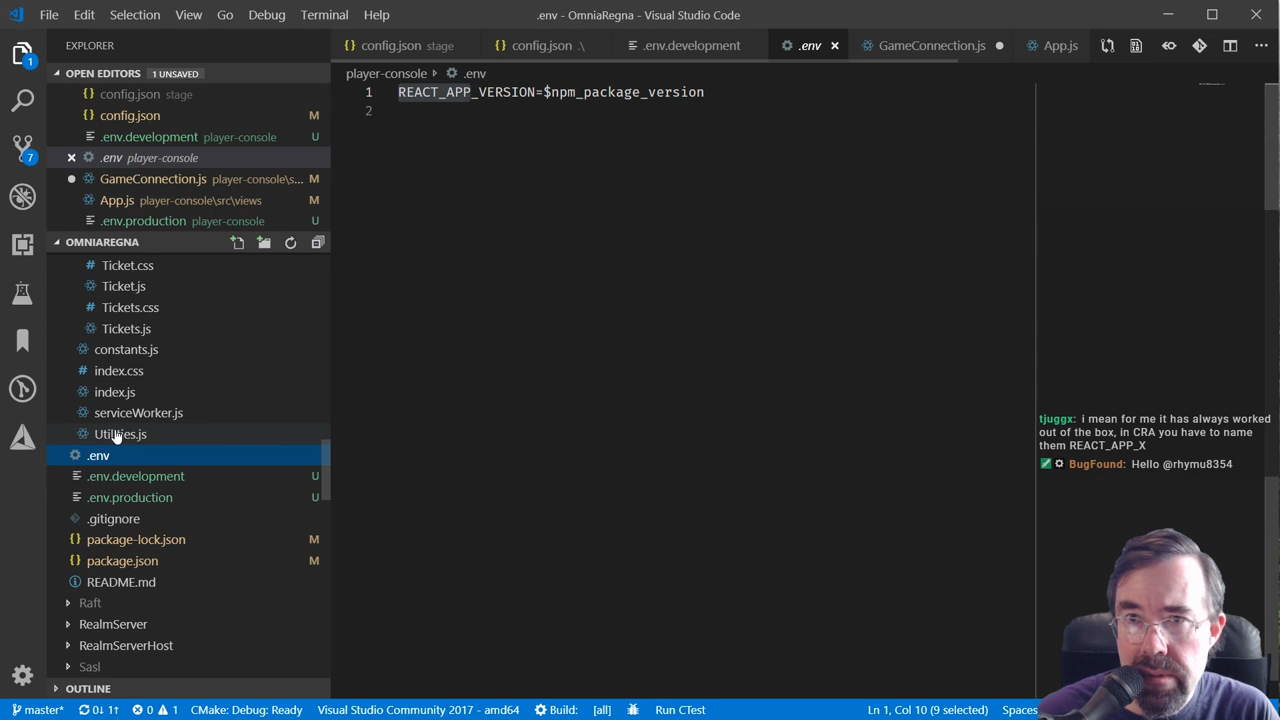 File Edit Selection View Go Debug Terminal Help .env - OmniaRegna - Visual Studio Code
EXPLORER
OPEN EDITORS 1 UNSAVED
config.json stage
config.json M
.env.development player-console U
.env player-console
GameConnection.js player-console\s... M
App.js player-console\src\views M
.env.production player-console U
OMNIAREGNA
Ticket.css
Ticket.js
Tickets.css
Tickets.js
constants.js
index.css
index.js
serviceWorker.js
Utilities.js
.env
.env.development U
.env.production U
.gitignore
package-lock.json M
package.json M
README.md
Raft
RealmServer
RealmServerHost
Sasl
OUTLINE
1
7
config.json stage config.json .\ .env.development .env GameConnection.js App.js
player-console .env
1 REACT_APP_VERSION=$npm_package_version
2
tjuggx: i mean for me it has always worked
out of the box, in CRA you have to name
them REACT_APP_X
BugFound: Hello @rhymu8354
master* 0↓ 1↑ 0 1 CMake: Debug: Ready Visual Studio Community 2017 - amd64 Build: [all] Run CTest Ln 1, Col 10 (9 selected) Spaces